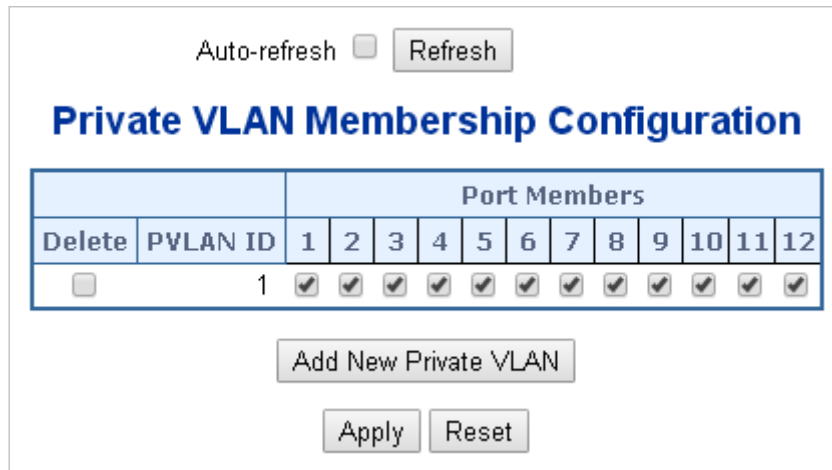 Auto-refresh Refresh
Private VLAN Membership Configuration
Port Members
Delete PVLAN ID 1 2 3 4 5 6 7 8 9 10 11 12
1
Add New Private VLAN
Apply Reset